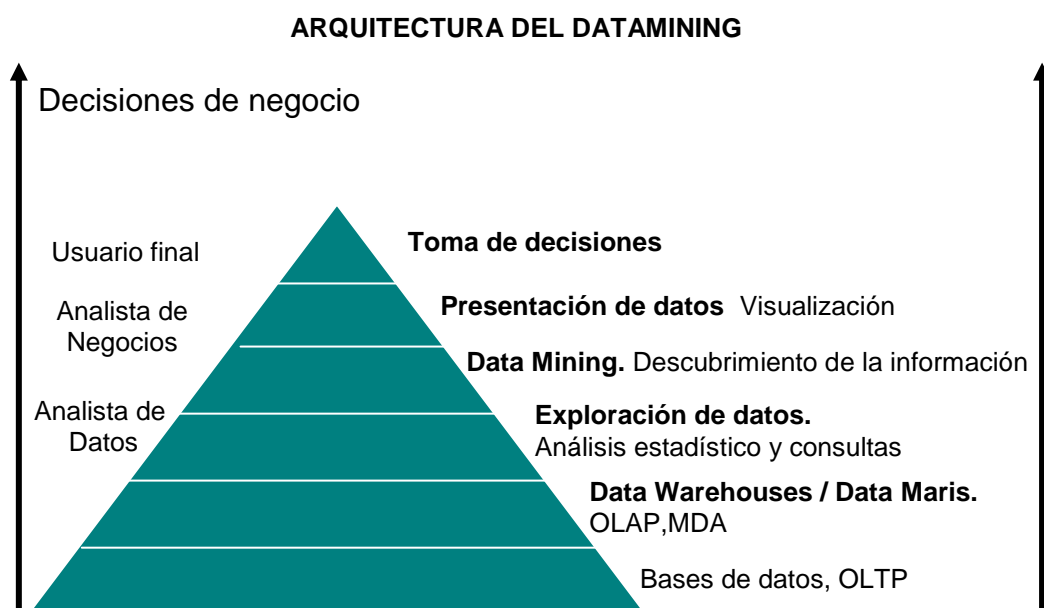 ARQUITECTURA DEL DATAMINING
Decisiones de negocio
Usuario final
Toma de decisiones
Analista de
Negocios
Presentación de datos Visualización
Data Mining. Descubrimiento de la información
Analista de
Datos
Exploración de datos.
Análisis estadístico y consultas
Data Warehouses / Data Maris.
OLAP,MDA
Bases de datos, OLTP